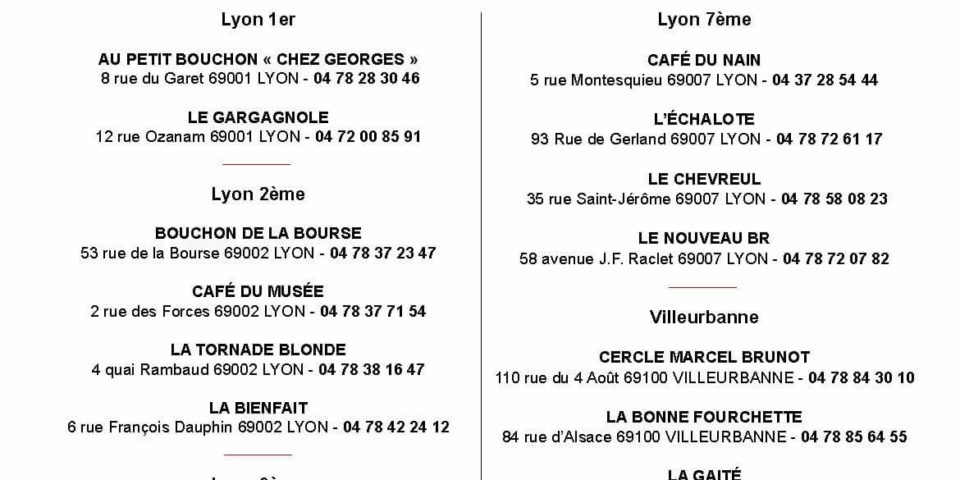 Lyon 1er
AU PETIT BOUCHON « CHEZ GEORGES »
8 rue du Garet 69001 LYON - 04 78 28 30 46
LE GARGAGNOLE
12 rue Ozanam 69001 LYON - 04 72 00 85 91
Lyon 2ème
BOUCHON DE LA BOURSE
53 rue de la Bourse 69002 LYON - 04 78 37 23 47
CAFÉ DU MUSÉE
2 rue des Forces 69002 LYON - 04 78 37 71 54
LA TORNADE BLONDE
4 quai Rambaud 69002 LYON - 04 78 38 16 47
LA BIENFAIT
6 rue François Dauphin 69002 LYON - 04 78 42 24 12
Lyon 7ème
CAFÉ DU NAIN
5 rue Montesquieu 69007 LYON - 04 37 28 54 44
L'ÉCHALOTE
93 Rue de Gerland 69007 LYON - 04 78 72 61 17
LE CHEVREUL
35 rue Saint-Jérôme 69007 LYON - 04 78 58 08 23
LE NOUVEAU BR
58 avenue J.F. Raclet 69007 LYON - 04 78 72 07 82
Villeurbanne
CERCLE MARCEL BRUNOT
110 rue du 4 Août 69100 VILLEURBANNE - 04 78 84 30 10
LA BONNE FOURCHETTE
84 rue d'Alsace 69100 VILLEURBANNE - 04 78 85 64 55
LA GAITÉ